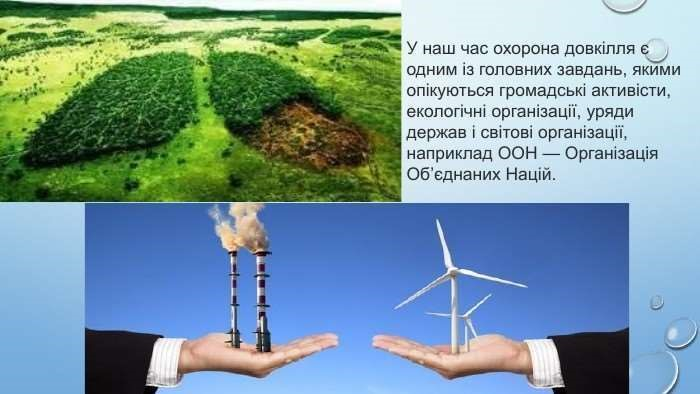 У наш час охорона довкілля є
одним із головних завдань, якими
опікуються громадські активісти,
екологічні організації, уряди
держав і світові організації,
наприклад ООН — Організація
Об’єднаних Націй.